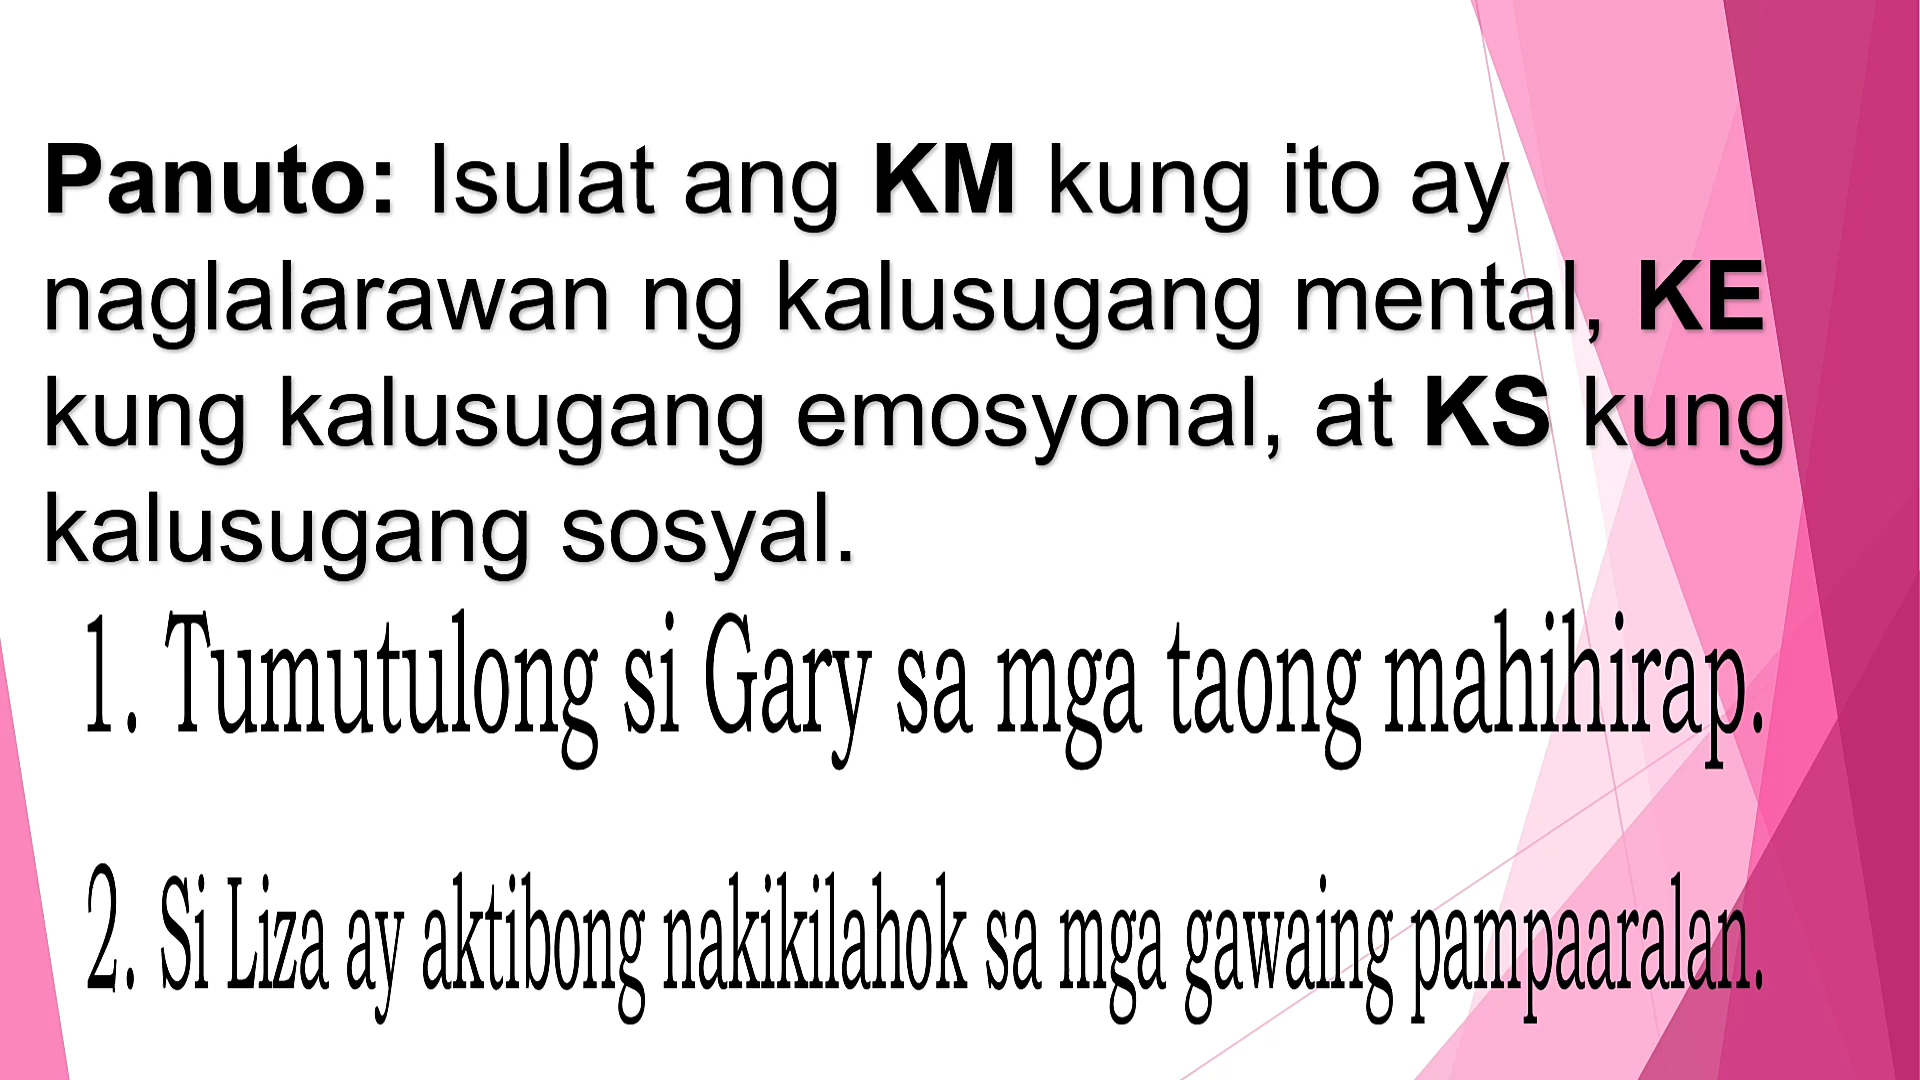 Panuto: Isulat ang KM kung ito ay
naglalarawan ng kalusugang mental, KE
kung kalusugang emosyonal, at KS kung
kalusugang sosyal.
1. Tumutulong si Gary sa mga taong mahihirap.
2. Si Liza ay aktibong nakikilahok sa mga gawaing pampaaralan.